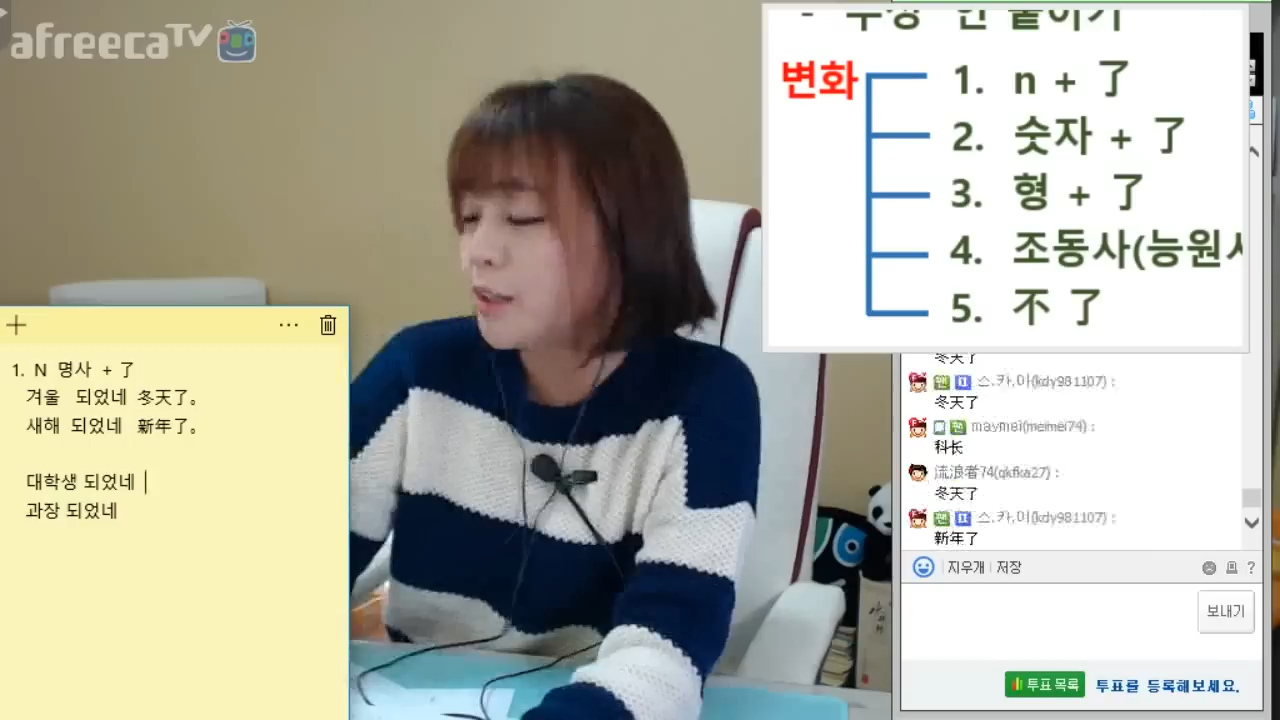 afreecaTV
변화
1. n + 了
2. 숫자 + 了
3. 형 + 了
4. 조동사(능원
5. 不 了
1. N 명사 + 了
겨울 되었네 冬天了。
새해 되었네 新年了。
대학생 되었네
과장 되었네
冬天了
팬 스.카.이(kdy981107) :
冬天了
팬 maymei(meimei74) :
科长
流浪者74(qkfka27) :
冬天了
팬 스.카.이(kdy981107) :
新年了
지우개 저장
?
보내기
투표 목록 투표를 등록해보세요.